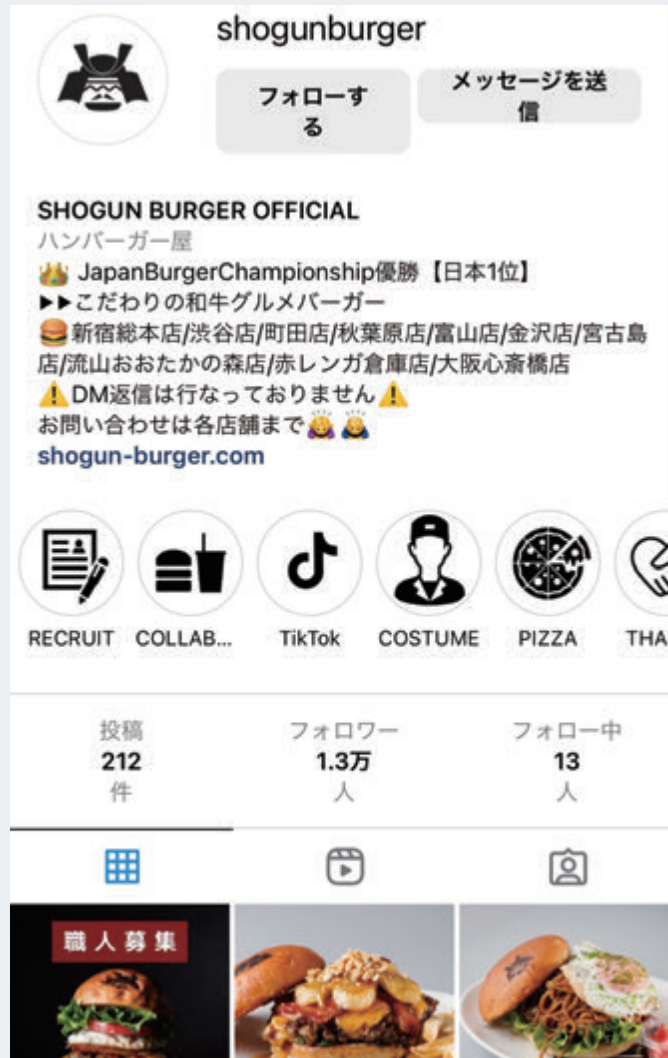 shogunburger
フォローす
る
メッセージを送
信
SHOGUN BURGER OFFICIAL
ハンバーガー屋
👑 JapanBurgerChampionship優勝【日本1位】
▶▶こだわりの和牛グルメバーガー
🍔新宿総本店/渋谷店/町田店/秋葉原店/富山店/金沢店/宮古島
店/流山おおたかの森店/赤レンガ倉庫店/大阪心斎橋店
⚠️DM返信は行なっておりません⚠️
お問い合わせは各店舗まで🙇‍♀️🙇
shogun-burger.com
RECRUIT COLLAB... TikTok COSTUME PIZZA THA
投稿 フォロワー フォロー中
212 1.3万 13
件 人 人
職人募集